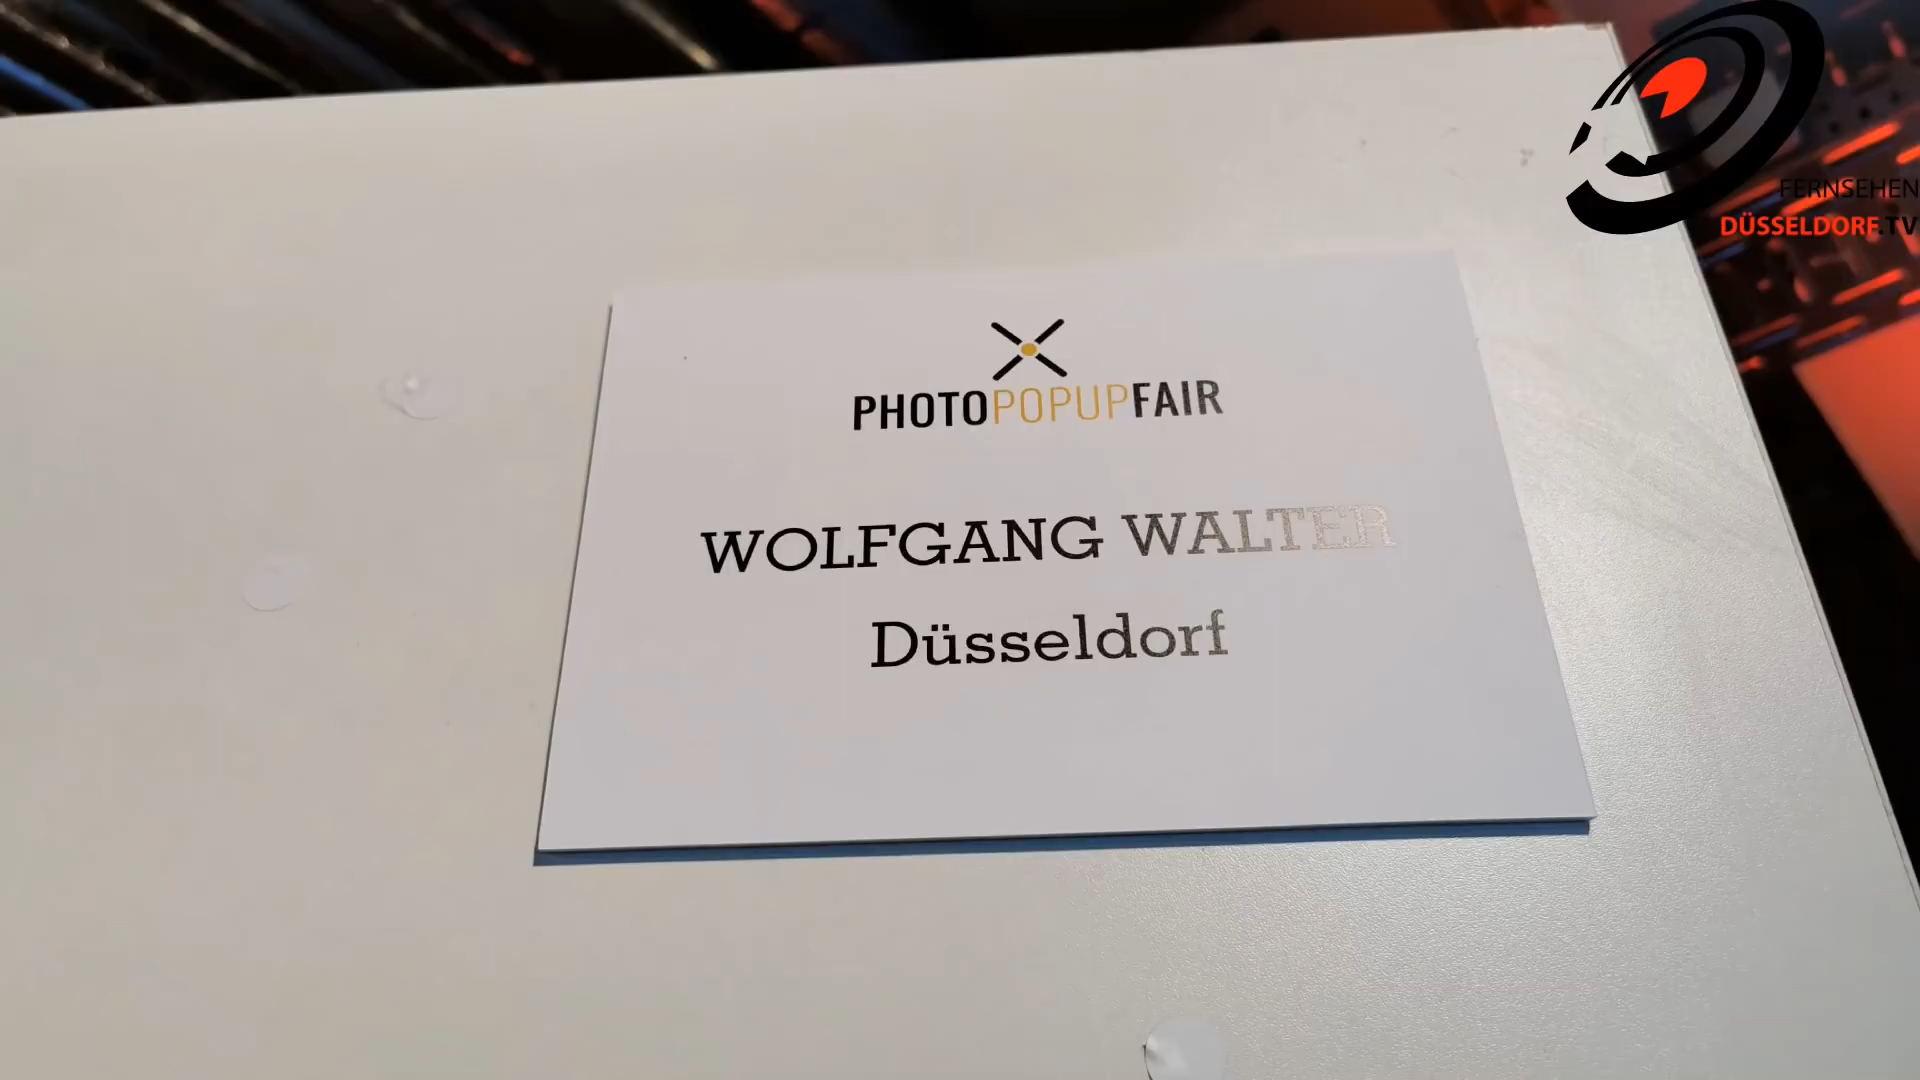 FERNSEHEN
DÜSSELDORF.TV
PHOTOPOPUPFAIR
WOLFGANG WALTER
Düsseldorf